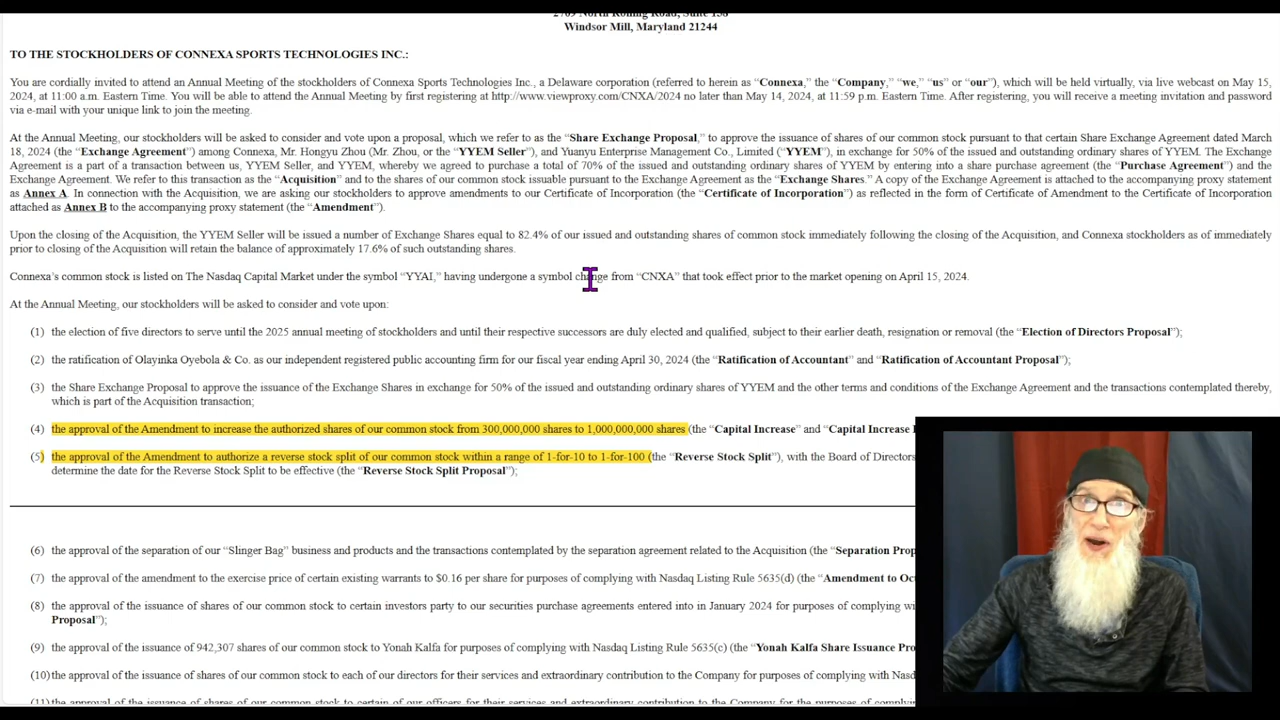 2709 North Rolling Road, Suite 138
Windsor Mill, Maryland 21244
TO THE STOCKHOLDERS OF CONNEXA SPORTS TECHNOLOGIES INC.:
You are cordially invited to attend an Annual Meeting of the stockholders of Connexa Sports Technologies Inc., a Delaware corporation (referred to herein as “Connexa,” the “Company,” “we,” “us” or “our”), which will be held virtually, via live webcast on May 15,
2024, at 11:00 a.m. Eastern Time. You will be able to attend the Annual Meeting by first registering at http://www.viewproxy.com/CNXA/2024 no later than May 14, 2024, at 11:59 p.m. Eastern Time. After registering, you will receive a meeting invitation and password
via e-mail with your unique link to join the meeting.
At the Annual Meeting, our stockholders will be asked to consider and vote upon a proposal, which we refer to as the “Share Exchange Proposal,” to approve the issuance of shares of our common stock pursuant to that certain Share Exchange Agreement dated March
18, 2024 (the “Exchange Agreement”) among Connexa, Mr. Hongyu Zhou (Mr. Zhou, or the “YYEM Seller”), and Yuanyu Enterprise Management Co., Limited (“YYEM”), in exchange for 50% of the issued and outstanding ordinary shares of YYEM. The Exchange
Agreement is a part of a transaction between us, YYEM Seller, and YYEM, whereby we agreed to purchase a total of 70% of the issued and outstanding ordinary shares of YYEM by entering into a share purchase agreement (the “Purchase Agreement”) and the
Exchange Agreement. We refer to this transaction as the “Acquisition” and to the shares of our common stock issuable pursuant to the Exchange Agreement as the “Exchange Shares.” A copy of the Exchange Agreement is attached to the accompanying proxy statement
as Annex A. In connection with the Acquisition, we are asking our stockholders to approve amendments to our Certificate of Incorporation (the “Certificate of Incorporation”) as reflected in the form of Certificate of Amendment to the Certificate of Incorporation
attached as Annex B to the accompanying proxy statement (the “Amendment”).
Upon the closing of the Acquisition, the YYEM Seller will be issued a number of Exchange Shares equal to 82.4% of our issued and outstanding shares of common stock immediately following the closing of the Acquisition, and Connexa stockholders as of immediately
prior to closing of the Acquisition will retain the balance of approximately 17.6% of such outstanding shares.
Connexa’s common stock is listed on The Nasdaq Capital Market under the symbol “YYAI,” having undergone a symbol change from “CNXA” that took effect prior to the market opening on April 15, 2024.
At the Annual Meeting, our stockholders will be asked to consider and vote upon:
(1) the election of five directors to serve until the 2025 annual meeting of stockholders and until their respective successors are duly elected and qualified, subject to their earlier death, resignation or removal (the “Election of Directors Proposal”);
(2) the ratification of Olayinka Oyebola & Co. as our independent registered public accounting firm for our fiscal year ending April 30, 2024 (the “Ratification of Accountant” and “Ratification of Accountant Proposal”);
(3) the Share Exchange Proposal to approve the issuance of the Exchange Shares in exchange for 50% of the issued and outstanding ordinary shares of YYEM and the other terms and conditions of the Exchange Agreement and the transactions contemplated thereby,
which is part of the Acquisition transaction;
(4) the approval of the Amendment to increase the authorized shares of our common stock from 300,000,000 shares to 1,000,000,000 shares (the “Capital Increase” and “Capital Increase
(5) the approval of the Amendment to authorize a reverse stock split of our common stock within a range of 1-for-10 to 1-for-100 (the “Reverse Stock Split”), with the Board of Directors
determine the date for the Reverse Stock Split to be effective (the “Reverse Stock Split Proposal”);
(6) the approval of the separation of our “Slinger Bag” business and products and the transactions contemplated by the separation agreement related to the Acquisition (the “Separation Prop
(7) the approval of the amendment to the exercise price of certain existing warrants to $0.16 per share for purposes of complying with Nasdaq Listing Rule 5635(d) (the “Amendment to Oc
(8) the approval of the issuance of shares of our common stock to certain investors party to our securities purchase agreements entered into in January 2024 for purposes of complying wi
Proposal”);
(9) the approval of the issuance of 942,307 shares of our common stock to Yonah Kalfa for purposes of complying with Nasdaq Listing Rule 5635(c) (the “Yonah Kalfa Share Issuance Pro
(10) the approval of the issuance of shares of our common stock to each of our directors for their services and extraordinary contribution to the Company for purposes of complying with Nasd
(11) the approval of the issuance of shares of our common stock to certain of our officers for their services and extraordinary contribution to the Company for the purposes of complying